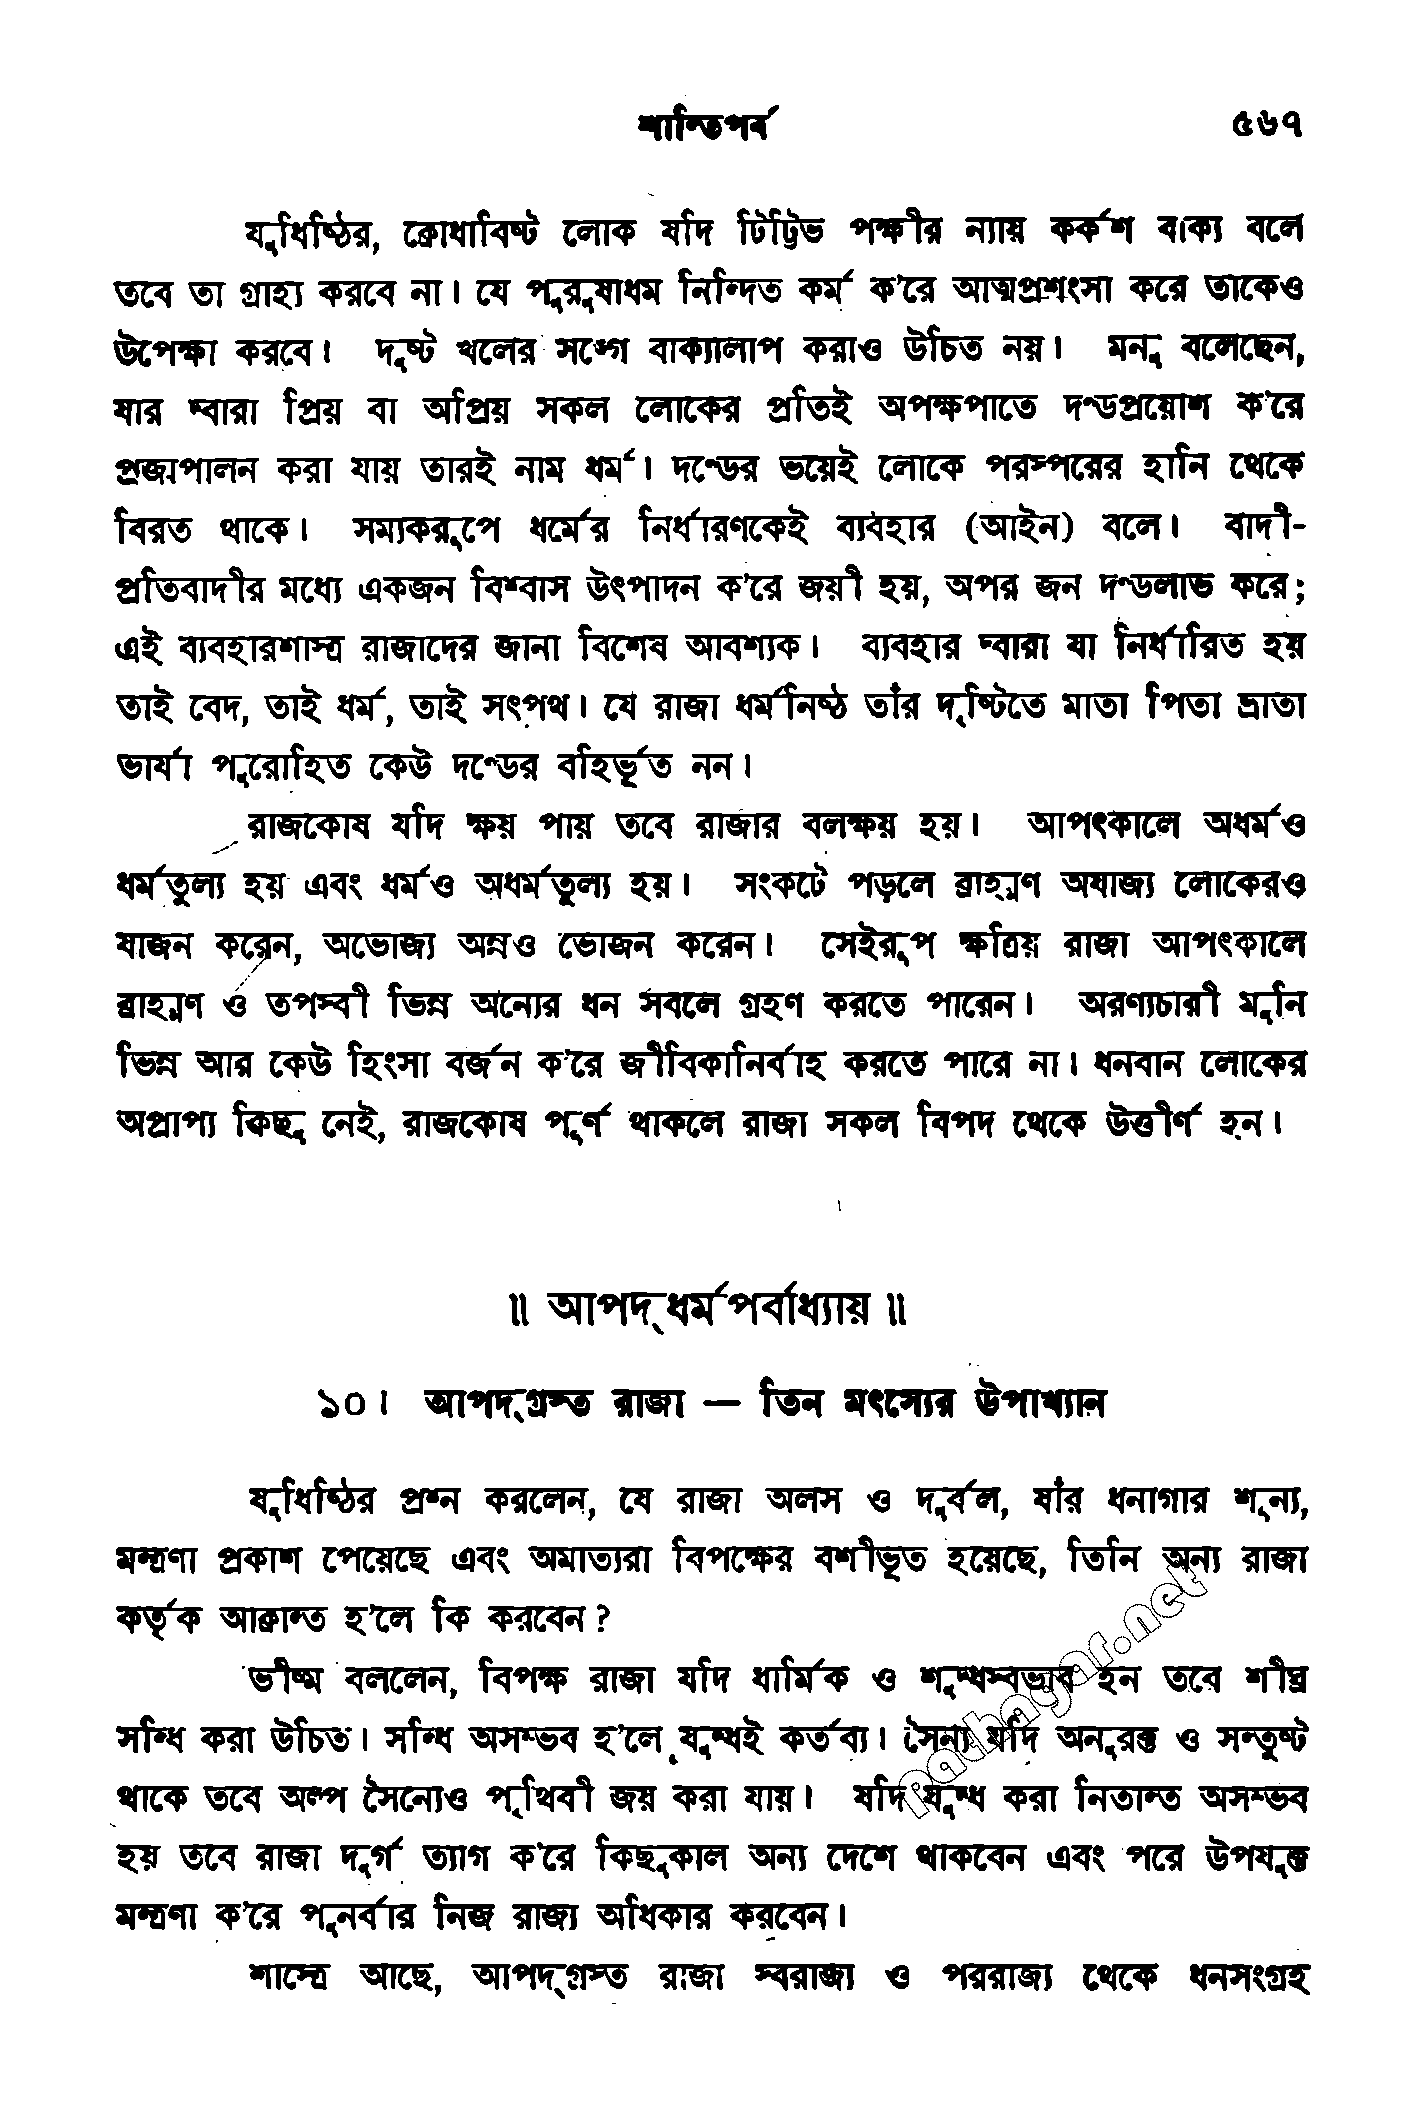 শান্তিপর্ব ৫৬৭
যুধিষ্ঠির, ক্রোধাবিষ্ট লোক যদি টিট্টিভ পক্ষীর ন্যায় কর্কশ বাক্য বলে
তবে তা গ্রাহ্য করবে না। যে পুরুষাধম নিন্দিত কর্ম ক'রে আত্মপ্রশংসা করে তাকেও
উপেক্ষা করবে। দুষ্ট খলের সঙ্গে বাক্যালাপ করাও উচিত নয়। মনু বলেছেন,
যার দ্বারা প্রিয় বা অপ্রিয় সকল লোকের প্রতিই অপক্ষপাতে দণ্ডপ্রয়োগ ক'রে
প্রজাপালন করা যায় তারই নাম ধর্ম। দণ্ডের ভয়েই লোকে পরস্পরের হানি থেকে
বিরত থাকে। সম্যকরূপে ধর্মের নির্ধারণকেই ব্যবহার (আইন) বলে। বাদী-
প্রতিবাদীর মধ্যে একজন বিশ্বাস উৎপাদন ক'রে জয়ী হয়, অপর জন দণ্ডলাভ করে;
এই ব্যবহারশাস্ত্র রাজাদের জানা বিশেষ আবশ্যক। ব্যবহার দ্বারা যা নির্ধারিত হয়
তাই বেদ, তাই ধর্ম, তাই সৎপথ। যে রাজা ধর্মনিষ্ঠ তাঁর দৃষ্টিতে মাতা পিতা ভ্রাতা
ভার্যা পুরোহিত কেউ দণ্ডের বহির্ভূত নন।
রাজকোষ যদি ক্ষয় পায় তবে রাজার বলক্ষয় হয়। আপৎকালে অধর্মও
ধর্মতুল্য হয় এবং ধর্মও অধর্মতুল্য হয়। সংকটে পড়লে ব্রাহ্মণ অযাজ্য লোকেরও
যাজন করেন, অভোজ্য অন্নও ভোজন করেন। সেইরূপ ক্ষত্রিয় রাজা আপৎকালে
ব্রাহ্মণ ও তপস্বী ভিন্ন অন্যের ধন সবলে গ্রহণ করতে পারেন। অরণ্যচারী মুনি
ভিন্ন আর কেউ হিংসা বর্জন ক'রে জীবিকানির্বাহ করতে পারে না। ধনবান লোকের
অপ্রাপ্য কিছু নেই, রাজকোষ পূর্ণ থাকলে রাজা সকল বিপদ থেকে উত্তীর্ণ হন।
॥ আপদ্‌ধর্মপর্বাধ্যায় ॥
১০। আপদ্‌গ্রস্ত রাজা — তিন মৎস্যের উপাখ্যান
যুধিষ্ঠির প্রশ্ন করলেন, যে রাজা অলস ও দুর্বল, যাঁর ধনাগার শূন্য,
মন্ত্রণা প্রকাশ পেয়েছে এবং অমাত্যরা বিপক্ষের বশীভূত হয়েছে, তিনি অন্য রাজা
কর্তৃক আক্রান্ত হ'লে কি করবেন?
ভীষ্ম বললেন, বিপক্ষ রাজা যদি ধার্মিক ও শুদ্ধস্বভাব হন তবে শীঘ্র
সন্ধি করা উচিত। সন্ধি অসম্ভব হ'লে যুদ্ধই কর্তব্য। সৈন্য যদি অনুরক্ত ও সন্তুষ্ট
থাকে তবে অল্প সৈন্যেও পৃথিবী জয় করা যায়। যদি যুদ্ধ করা নিতান্ত অসম্ভব
হয় তবে রাজা দুর্গ ত্যাগ ক'রে কিছুকাল অন্য দেশে থাকবেন এবং পরে উপযুক্ত
মন্ত্রণা ক'রে পুনর্বার নিজ রাজ্য অধিকার করবেন।
শাস্ত্রে আছে, আপদ্‌গ্রস্ত রাজা স্বরাজ্য ও পররাজ্য থেকে ধনসংগ্রহ
pathagar.net